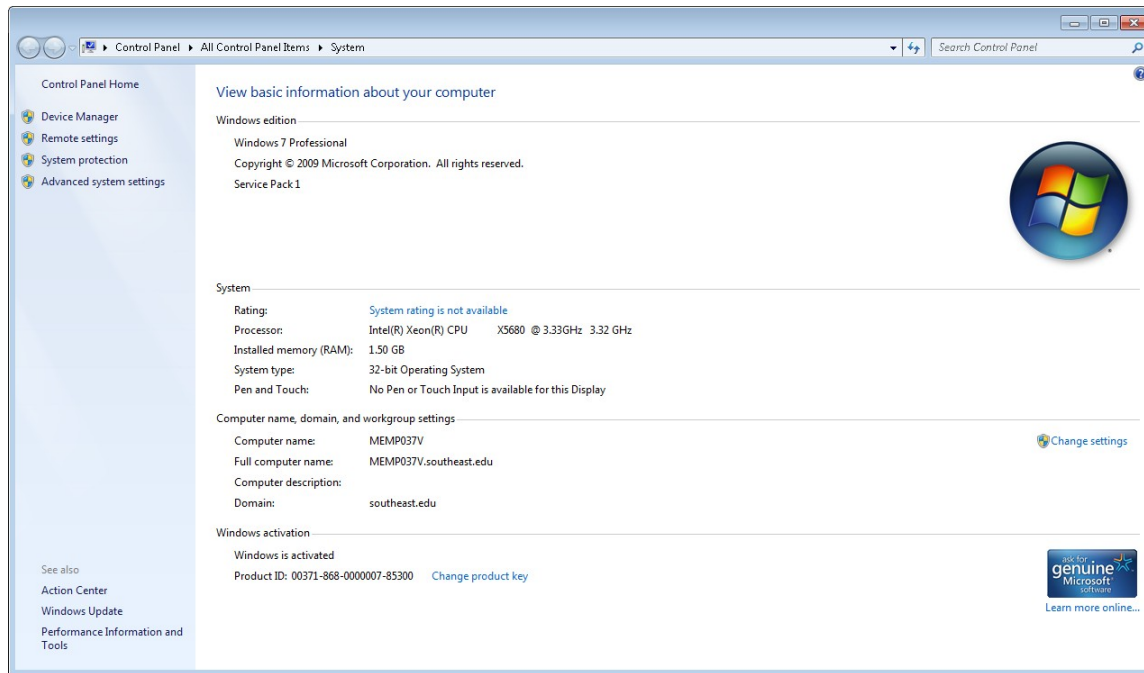 Control Panel ▸ All Control Panel Items ▸ System
Search Control Panel
Control Panel Home
Device Manager
Remote settings
System protection
Advanced system settings
View basic information about your computer
Windows edition
Windows 7 Professional
Copyright © 2009 Microsoft Corporation. All rights reserved.
Service Pack 1
System
Rating: System rating is not available
Processor: Intel(R) Xeon(R) CPU X5680 @ 3.33GHz 3.32 GHz
Installed memory (RAM): 1.50 GB
System type: 32-bit Operating System
Pen and Touch: No Pen or Touch Input is available for this Display
Computer name, domain, and workgroup settings
Computer name: MEMP037V
Change settings
Full computer name: MEMP037V.southeast.edu
Computer description:
Domain: southeast.edu
Windows activation
Windows is activated
Product ID: 00371-868-0000007-85300 Change product key
ask for
genuine
Microsoft
software
Learn more online...
See also
Action Center
Windows Update
Performance Information and
Tools